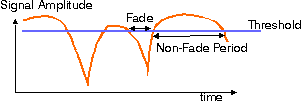 Signal Amplitude
Fade
Threshold
Non-Fade Period
time